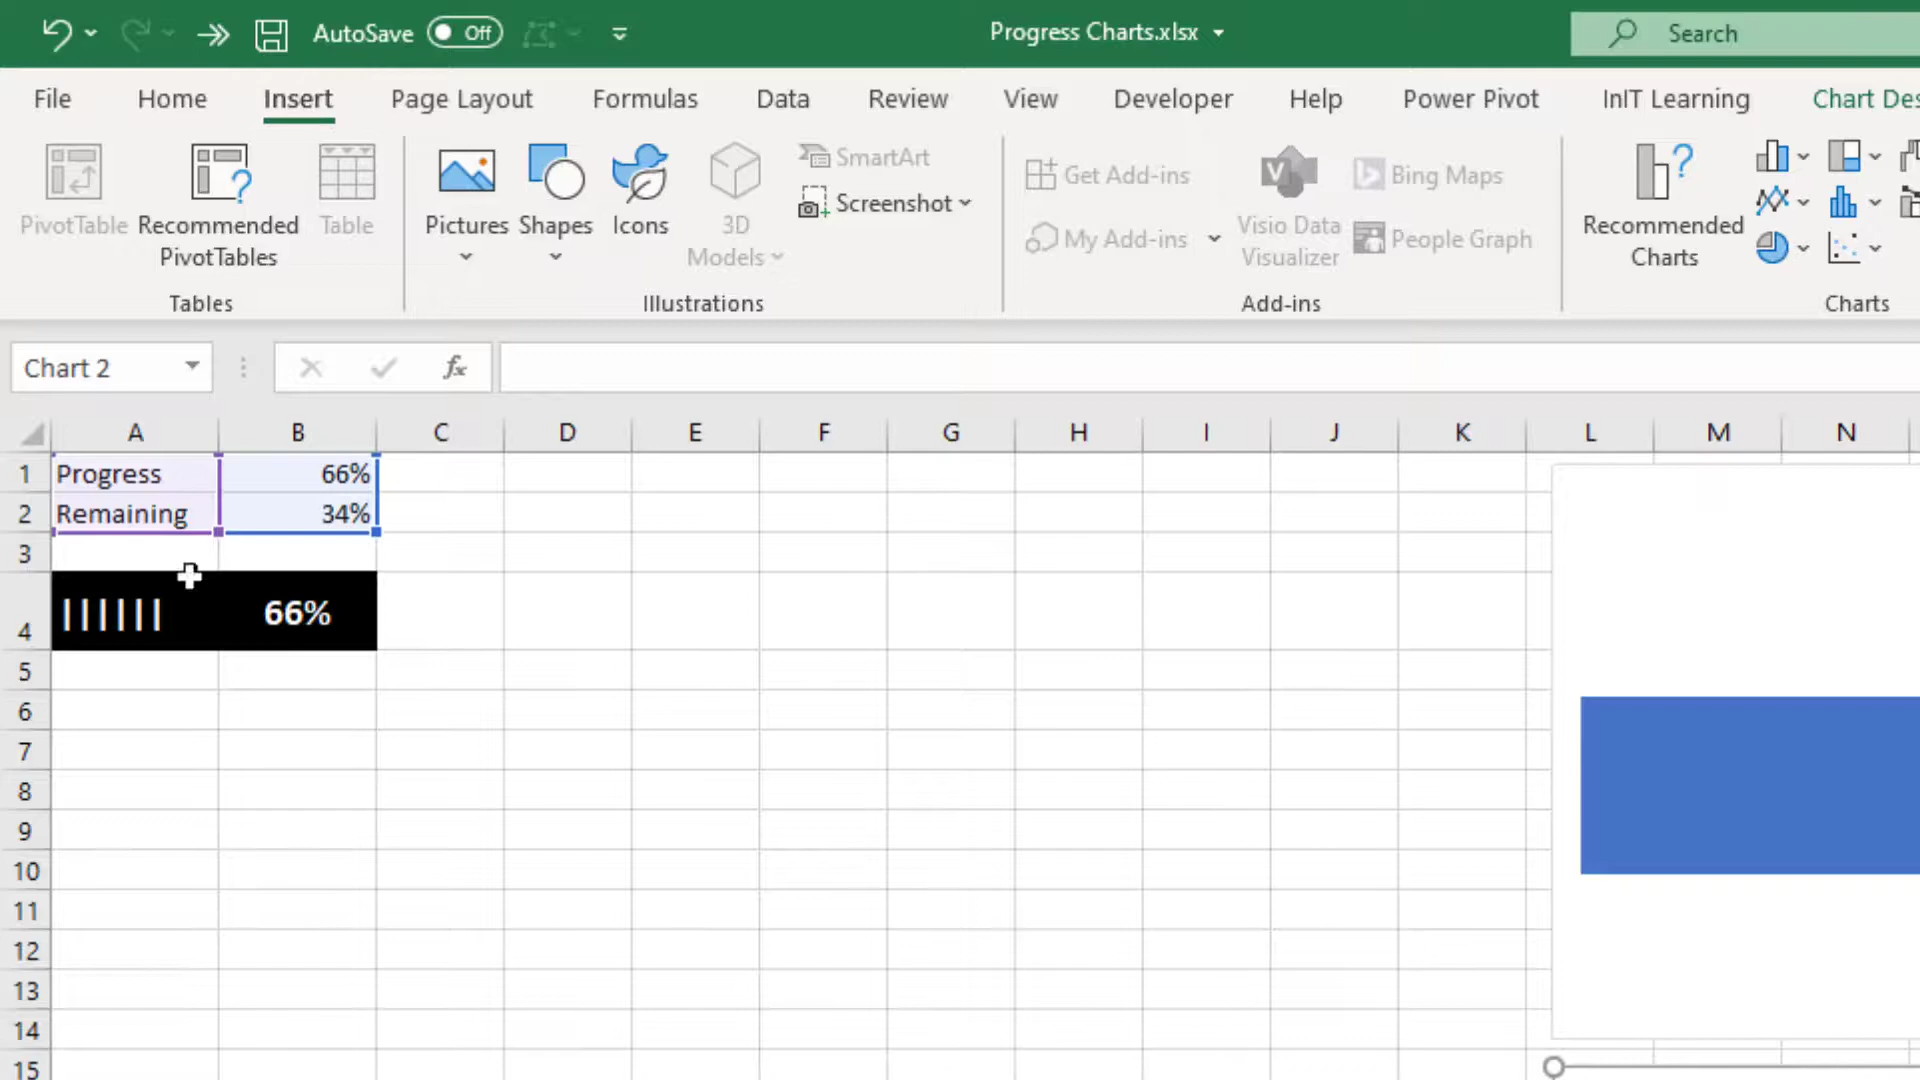 AutoSave Off Progress Charts.xlsx Search
File Home Insert Page Layout Formulas Data Review View Developer Help Power Pivot InIT Learning Chart Des
PivotTable
Recommended
PivotTables
Table
Tables
Pictures
Shapes
Icons
3D
Models
SmartArt
Screenshot
Illustrations
Get Add-ins
My Add-ins
Visio Data
Visualizer
Bing Maps
People Graph
Add-ins
Recommended
Charts
Charts
Chart 2 fx
A B C D E F G H I J K L M N
1 Progress 66%
2 Remaining 34%
3
4 |||||| 66%
5
6
7
8
9
10
11
12
13
14
15